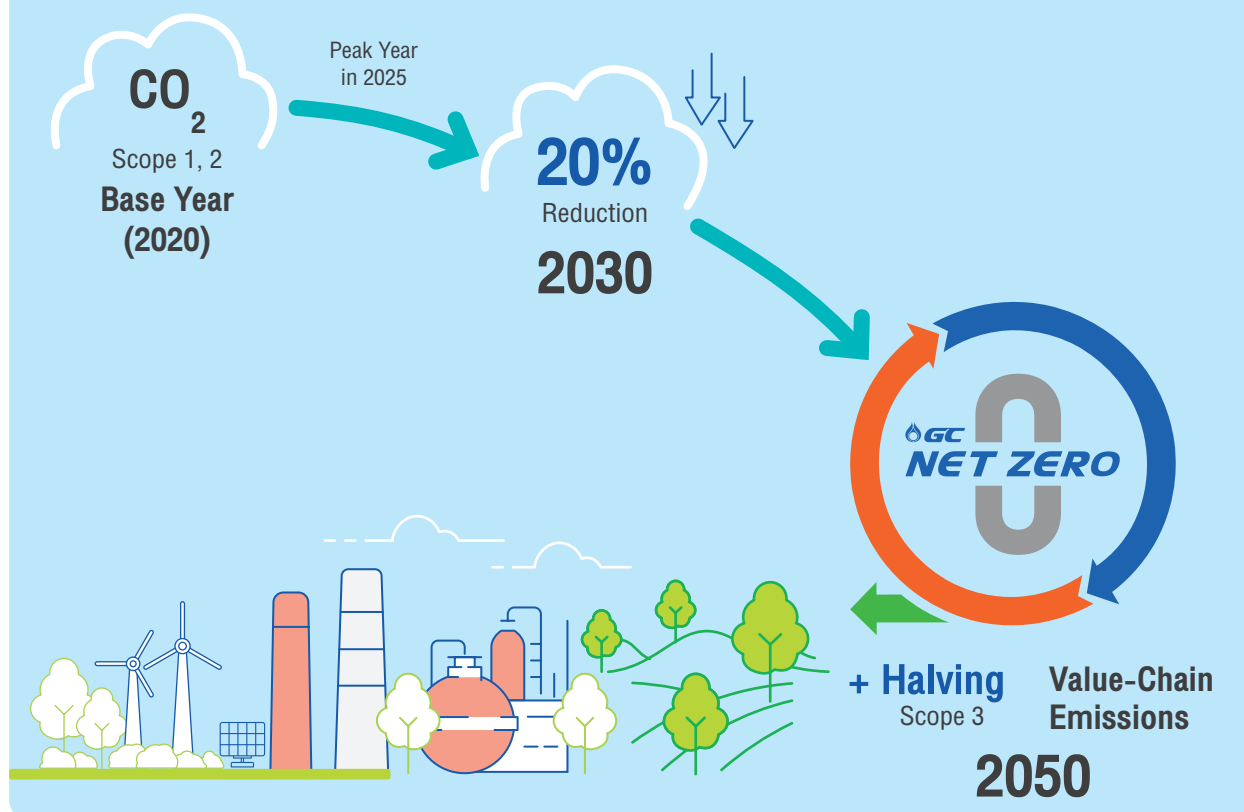 CO2
Scope 1, 2
Base Year
(2020)
Peak Year
in 2025
20%
Reduction
2030
GC
NET ZERO
+ Halving
Scope 3
Value-Chain
Emissions
2050